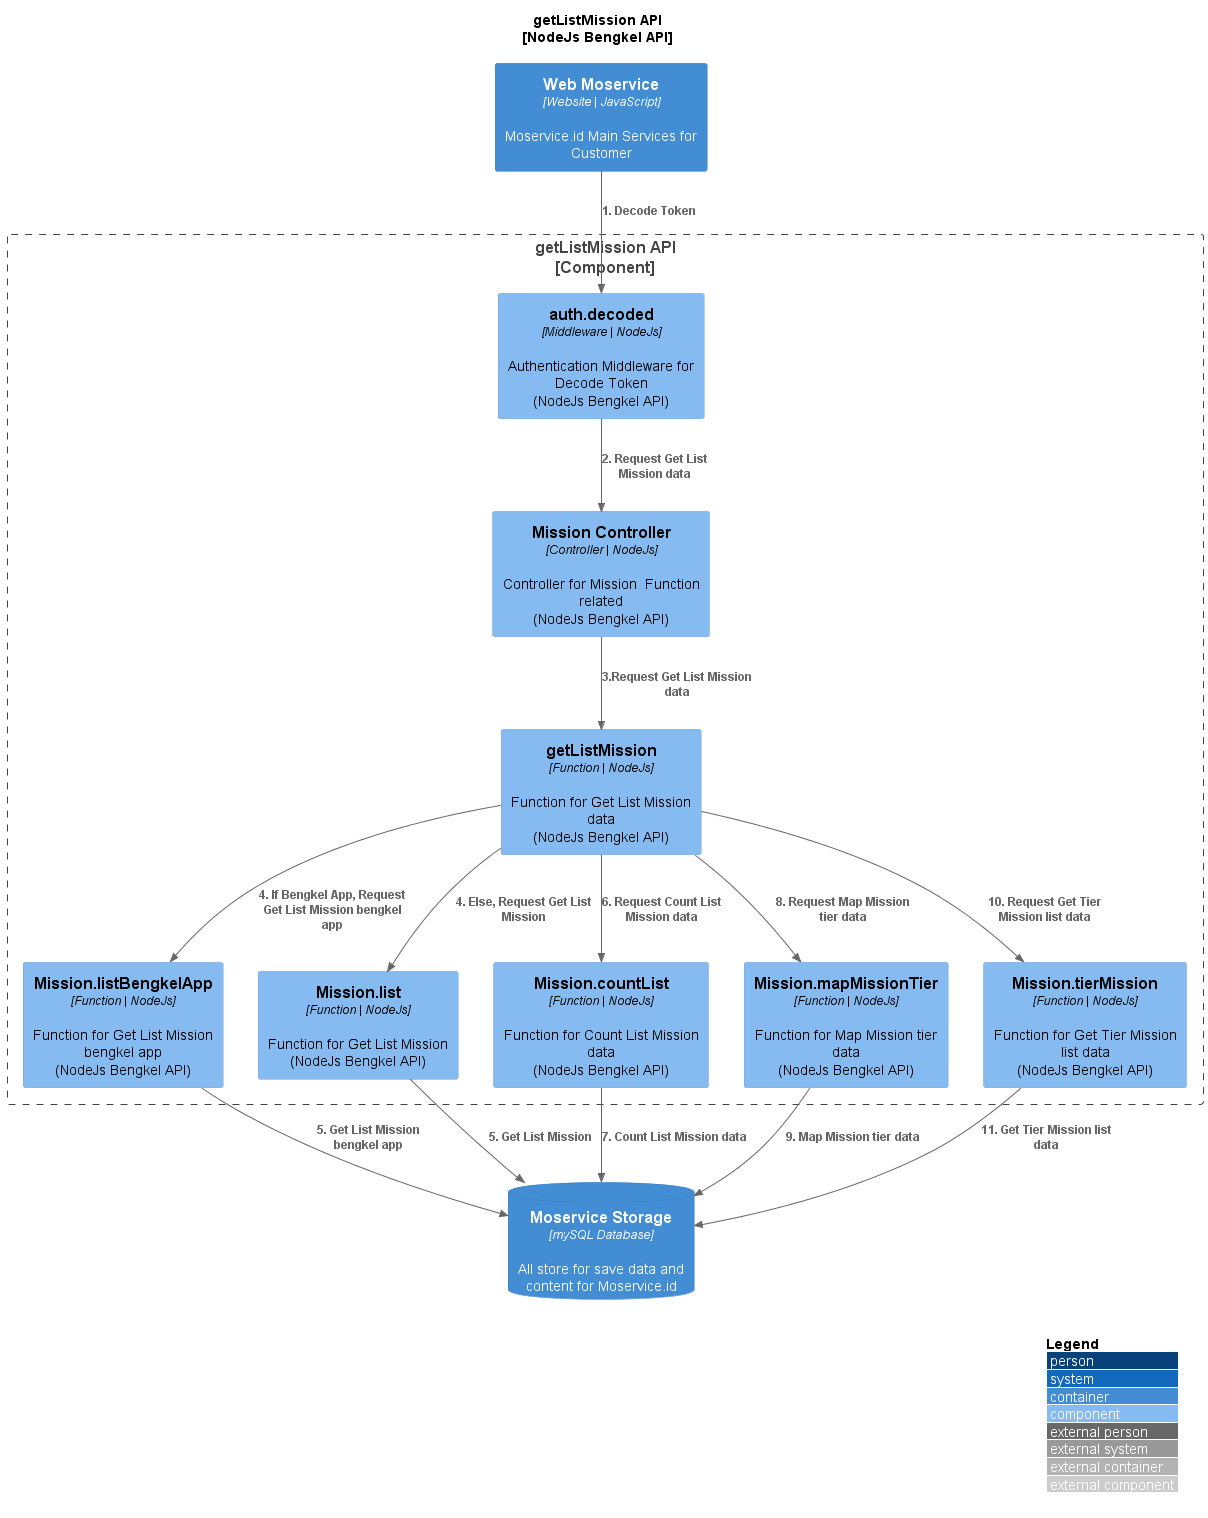 getListMission API
[NodeJs Bengkel API]
Web Moservice
[Website | JavaScript]
Moservice.id Main Services for
Customer
1. Decode Token
getListMission API
[Component]
auth.decoded
[Middleware | NodeJs]
Authentication Middleware for
Decode Token
(NodeJs Bengkel API)
2. Request Get List
Mission data
Mission Controller
[Controller | NodeJs]
Controller for Mission  Function
related
(NodeJs Bengkel API)
3.Request Get List Mission
data
getListMission
[Function | NodeJs]
Function for Get List Mission
data
(NodeJs Bengkel API)
4. If Bengkel App, Request
Get List Mission bengkel
app
4. Else, Request Get List
Mission
6. Request Count List
Mission data
8. Request Map Mission
tier data
10. Request Get Tier
Mission list data
Mission.listBengkelApp
[Function | NodeJs]
Function for Get List Mission
bengkel app
(NodeJs Bengkel API)
Mission.list
[Function | NodeJs]
Function for Get List Mission
(NodeJs Bengkel API)
Mission.countList
[Function | NodeJs]
Function for Count List Mission
data
(NodeJs Bengkel API)
Mission.mapMissionTier
[Function | NodeJs]
Function for Map Mission tier
data
(NodeJs Bengkel API)
Mission.tierMission
[Function | NodeJs]
Function for Get Tier Mission
list data
(NodeJs Bengkel API)
5. Get List Mission
bengkel app
5. Get List Mission
7. Count List Mission data
9. Map Mission tier data
11. Get Tier Mission list
data
Moservice Storage
[mySQL Database]
All store for save data and
content for Moservice.id
Legend
person
system
container
component
external person
external system
external container
external component